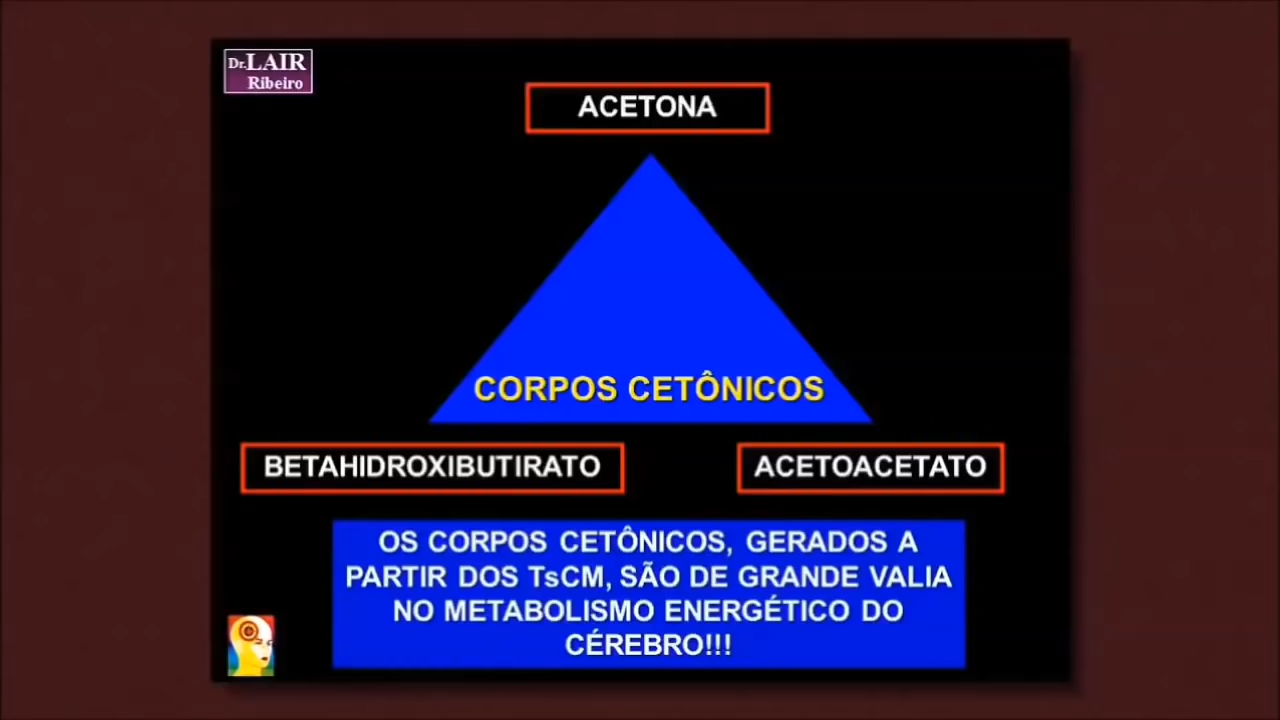 Dr. LAIR
Ribeiro
ACETONA
CORPOS CETÔNICOS
BETAHIDROXIBUTIRATO
ACETOACETATO
OS CORPOS CETÔNICOS, GERADOS A
PARTIR DOS TsCM, SÃO DE GRANDE VALIA
NO METABOLISMO ENERGÉTICO DO
CÉREBRO!!!